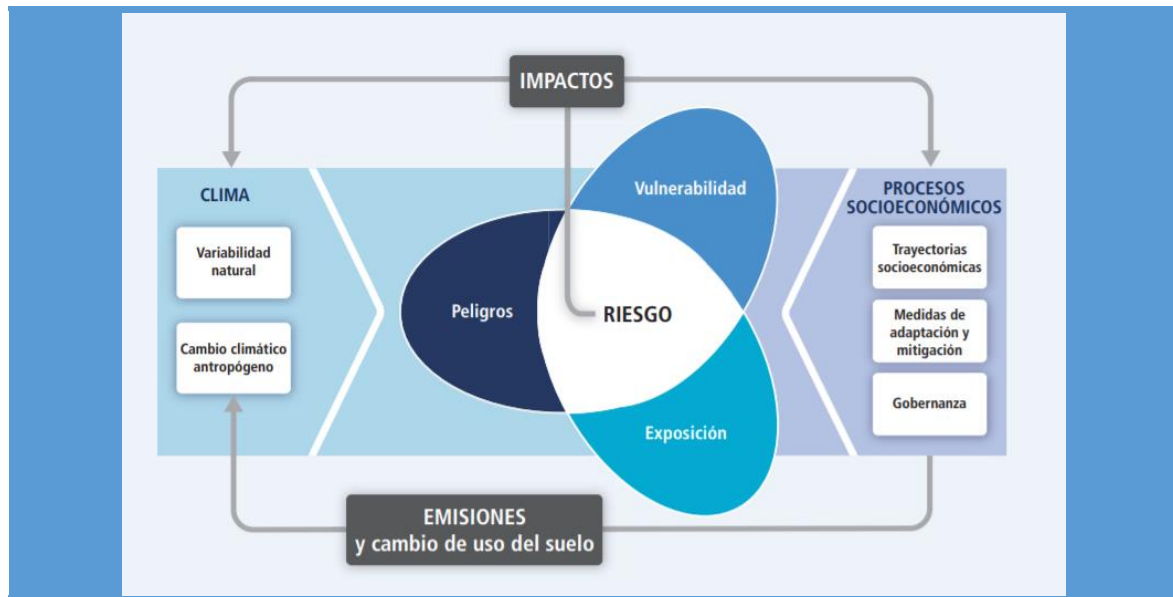 IMPACTOS
CLIMA
Variabilidad
natural
Cambio climático
antropógeno
Peligros
Vulnerabilidad
RIESGO
Exposición
PROCESOS
SOCIOECONÓMICOS
Trayectorias
socioeconómicas
Medidas de
adaptación y
mitigación
Gobernanza
EMISIONES
y cambio de uso del suelo